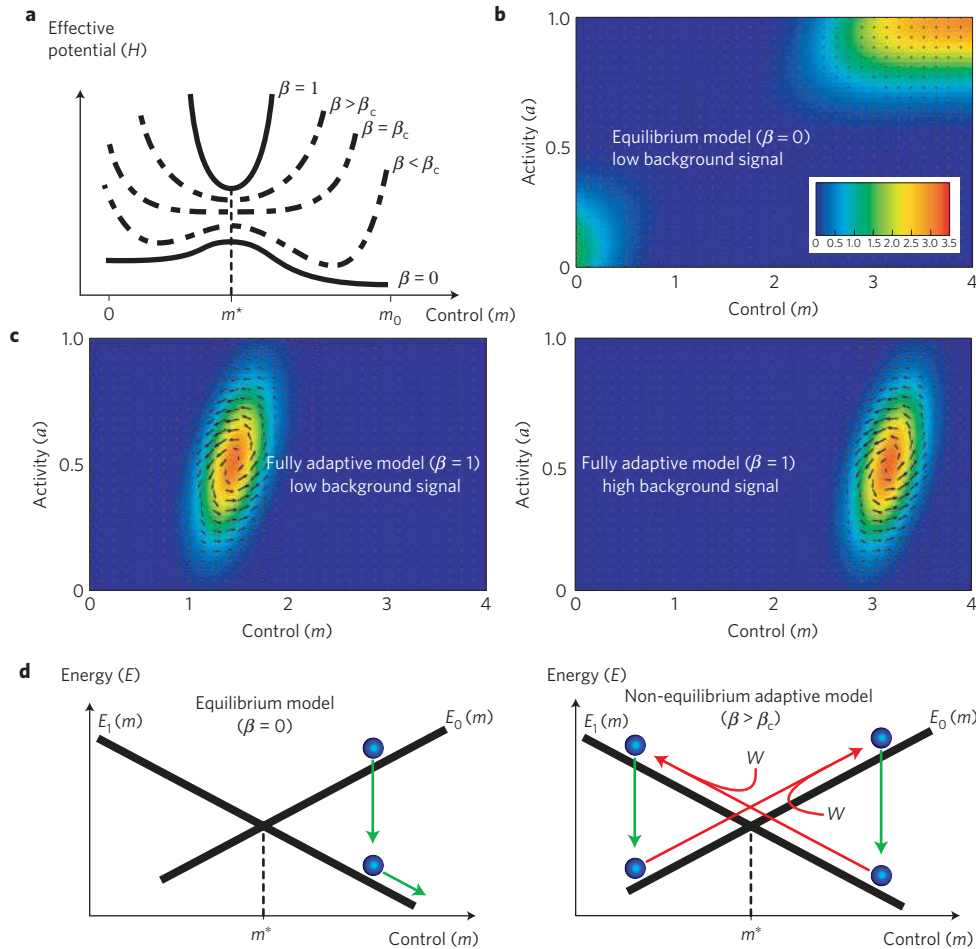 a
Effective
potential (H)
β = 1
β > βc
β = βc
β < βc
β = 0
0
m*
m0
Control (m)
b
Activity (a)
1.0
0.5
0
Equilibrium model (β = 0)
low background signal
0 0.5 1.0 1.5 2.0 2.5 3.0 3.5
0 1 2 3 4
Control (m)
c
Activity (a)
1.0
0.5
0
Fully adaptive model (β = 1)
low background signal
0 1 2 3 4
Control (m)
Activity (a)
1.0
0.5
0
Fully adaptive model (β = 1)
high background signal
0 1 2 3 4
Control (m)
d
Energy (E)
Equilibrium model
(β = 0)
E1(m)
E0(m)
m*
Control (m)
Energy (E)
Non-equilibrium adaptive model
(β > βc)
E1(m)
E0(m)
W
W
m*
Control (m)